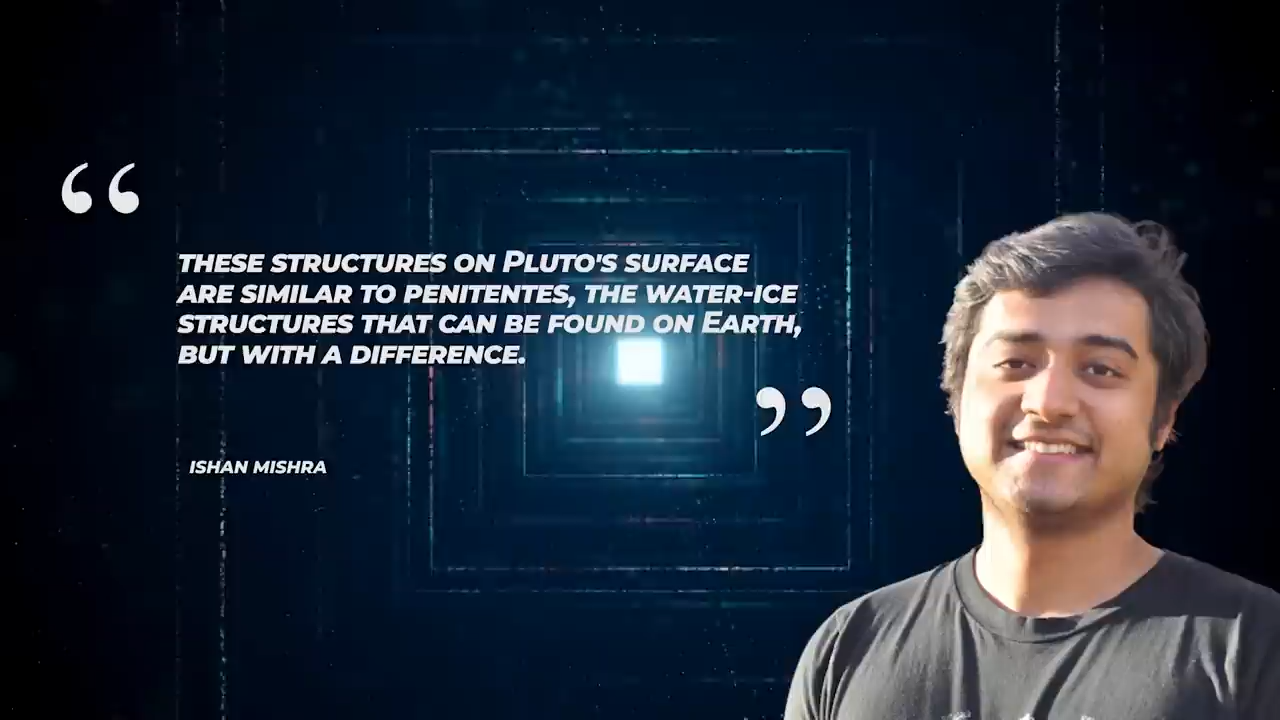 “
THESE STRUCTURES ON PLUTO'S SURFACE
ARE SIMILAR TO PENITENTES, THE WATER-ICE
STRUCTURES THAT CAN BE FOUND ON EARTH,
BUT WITH A DIFFERENCE.
”
ISHAN MISHRA